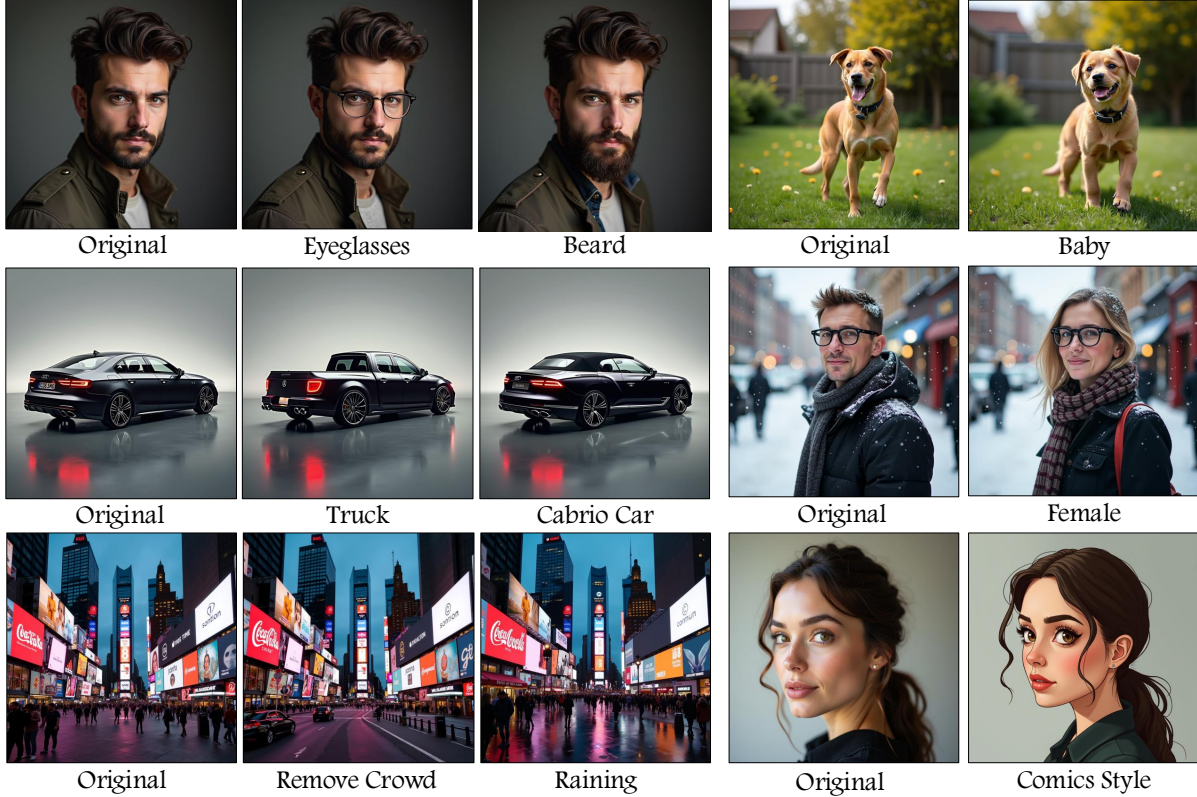 Original
Eyeglasses
Beard
Original
Baby
Original
Truck
Cabrio Car
Original
Female
Coca-Cola
Coca-Cola
Original
Remove Crowd
Raining
Original
Comics Style